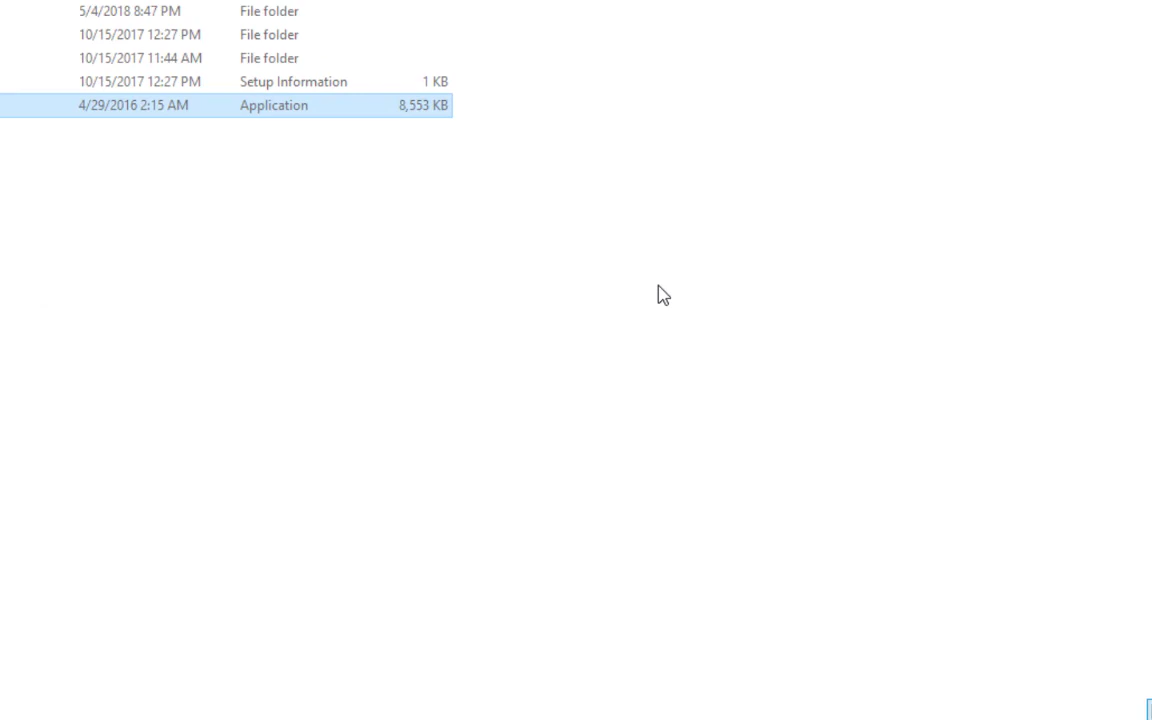 5/4/2018 8:47 PM File folder
10/15/2017 12:27 PM File folder
10/15/2017 11:44 AM File folder
10/15/2017 12:27 PM Setup Information 1 KB
4/29/2016 2:15 AM Application 8,553 KB